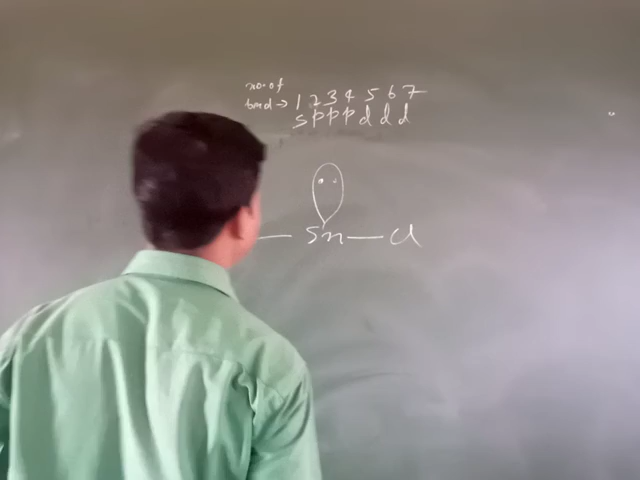 no. of
bond → 1 2 3 4 5 6 7
s p p p d d d
— Sn — Cl